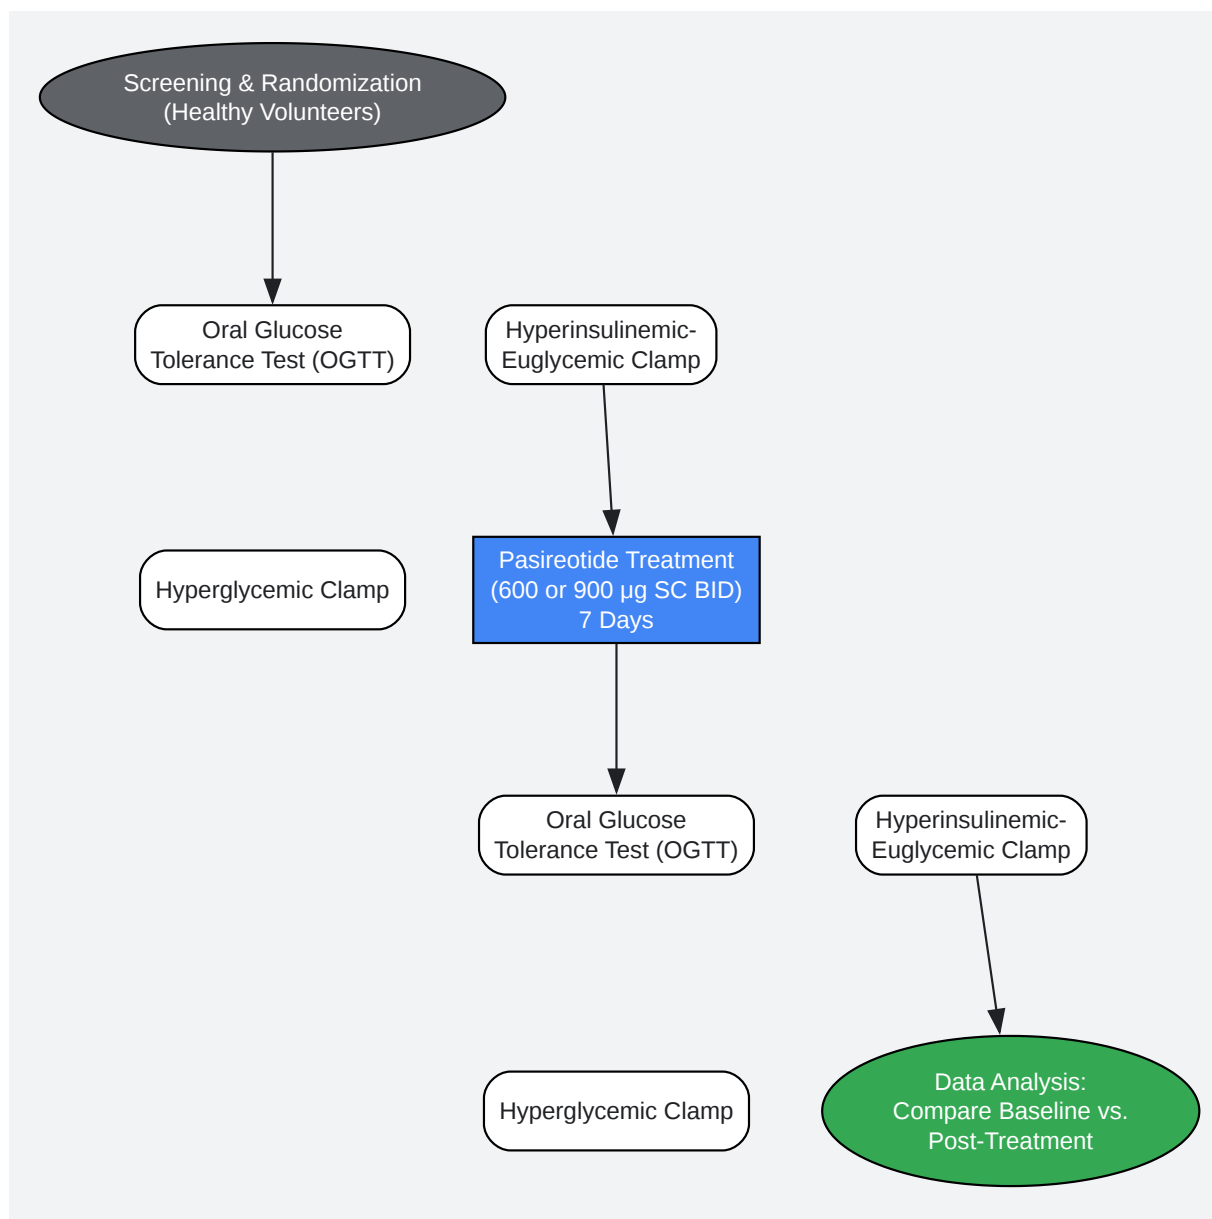 Screening & Randomization
(Healthy Volunteers)
Oral Glucose
Tolerance Test (OGTT)
Hyperinsulinemic-
Euglycemic Clamp
Hyperglycemic Clamp
Pasireotide Treatment
(600 or 900 μg SC BID)
7 Days
Oral Glucose
Tolerance Test (OGTT)
Hyperinsulinemic-
Euglycemic Clamp
Hyperglycemic Clamp
Data Analysis:
Compare Baseline vs.
Post-Treatment